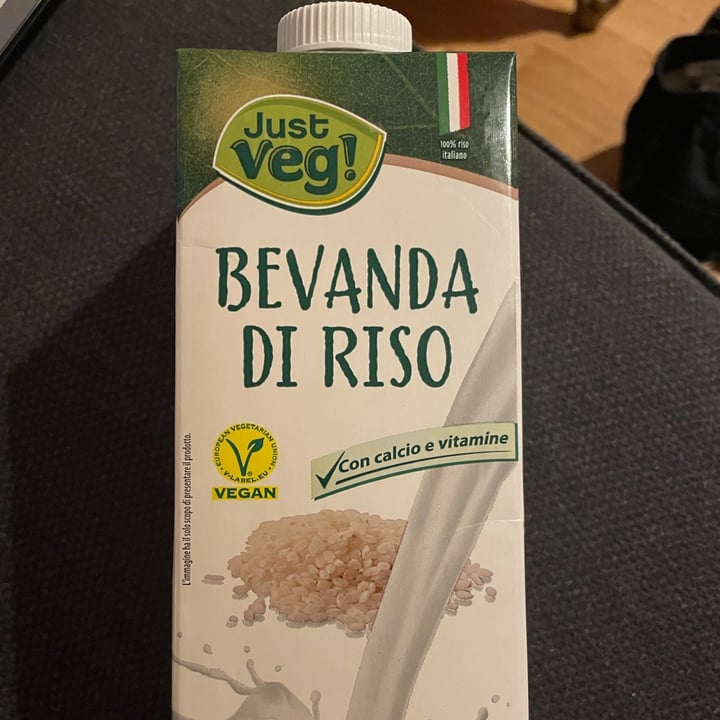 Just
veg!
100% riso
italiano
BEVANDA
DI RISO
EUROPEAN VEGETARIAN UNION
V-LABEL.EU
VEGAN
Con calcio e vitamine
L'immagine ha il solo scopo di presentare il prodotto.